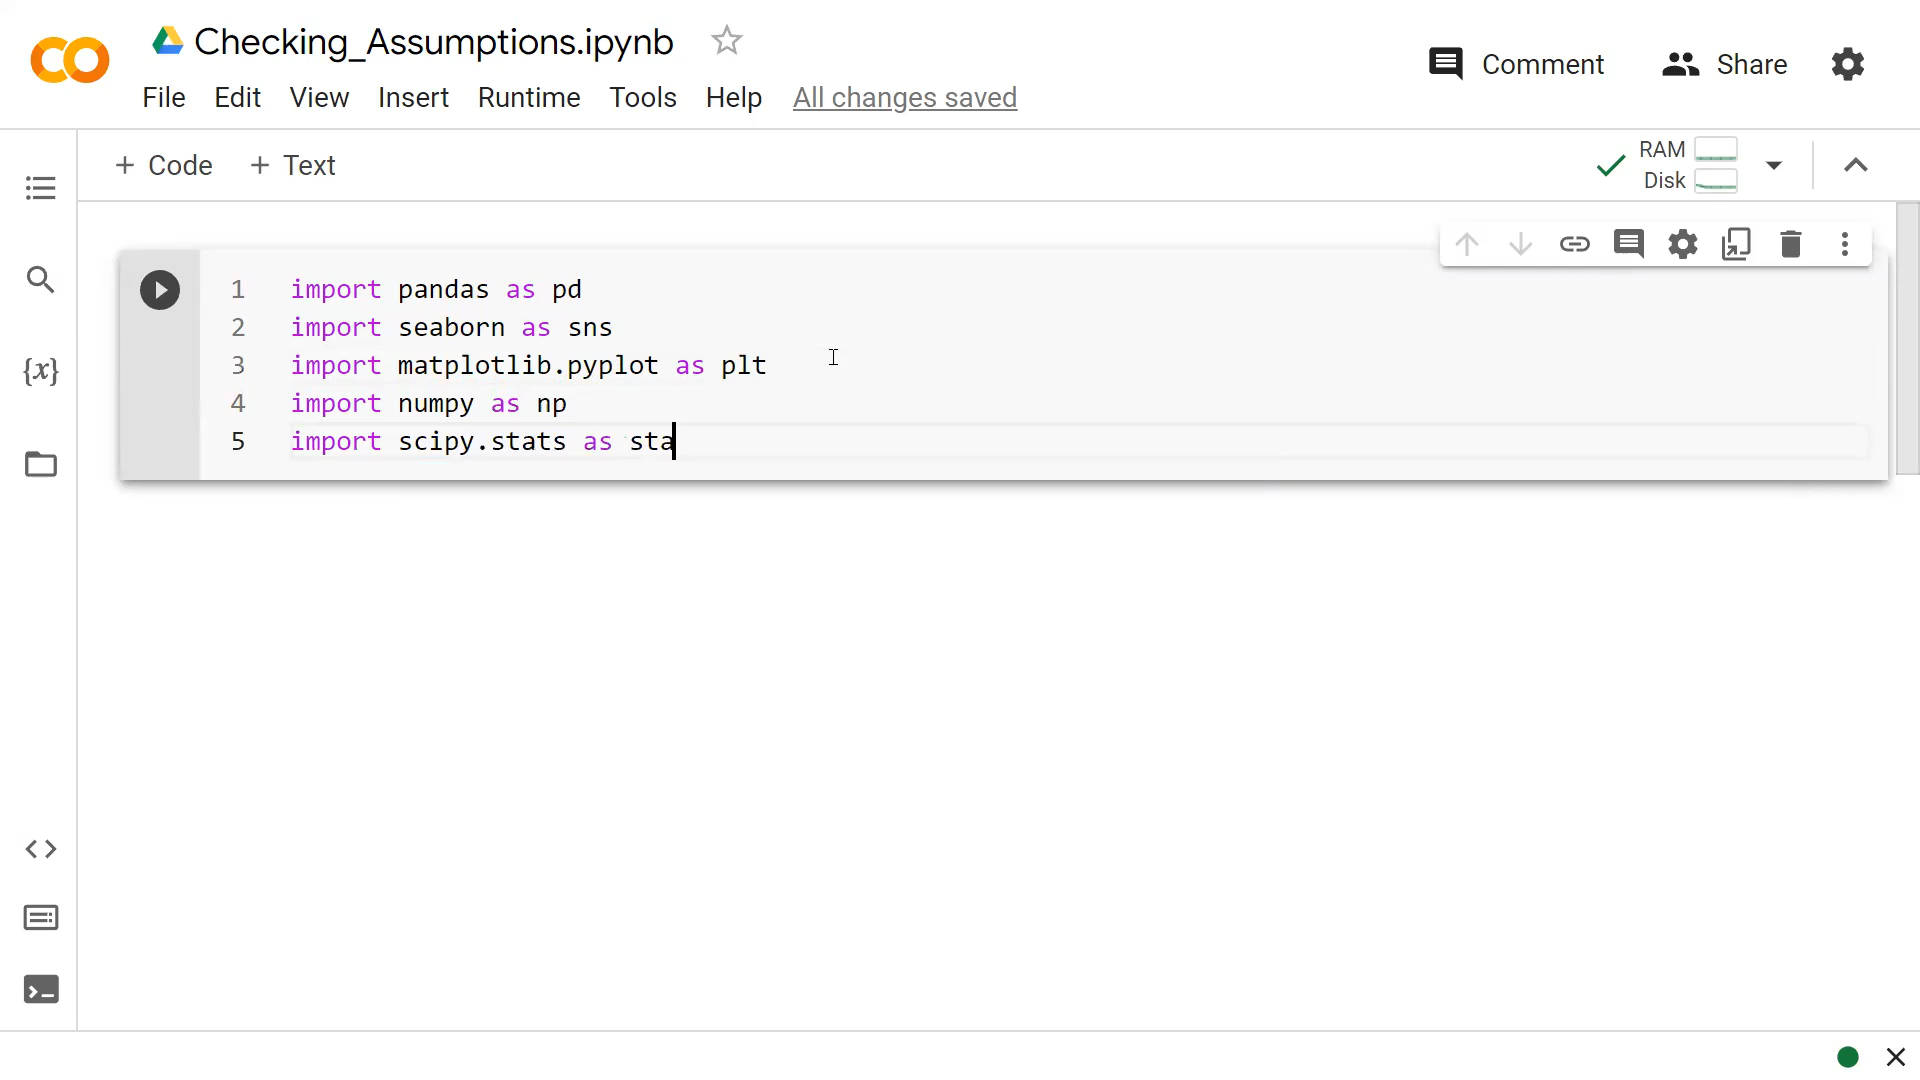 Checking_Assumptions.ipynb
Comment
Share
File Edit View Insert Runtime Tools Help All changes saved
+ Code + Text
RAM
Disk
{x}
1 import pandas as pd
2 import seaborn as sns
3 import matplotlib.pyplot as plt
4 import numpy as np
5 import scipy.stats as sta